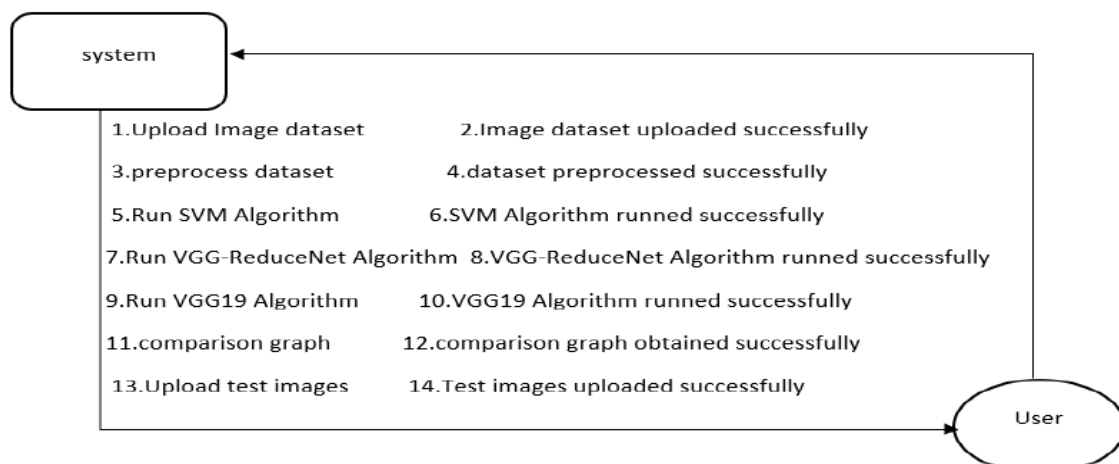 system
1.Upload Image dataset 2.Image dataset uploaded successfully
3.preprocess dataset 4.dataset preprocessed successfully
5.Run SVM Algorithm 6.SVM Algorithm runned successfully
7.Run VGG-ReduceNet Algorithm 8.VGG-ReduceNet Algorithm runned successfully
9.Run VGG19 Algorithm 10.VGG19 Algorithm runned successfully
11.comparison graph 12.comparison graph obtained successfully
13.Upload test images 14.Test images uploaded successfully
User